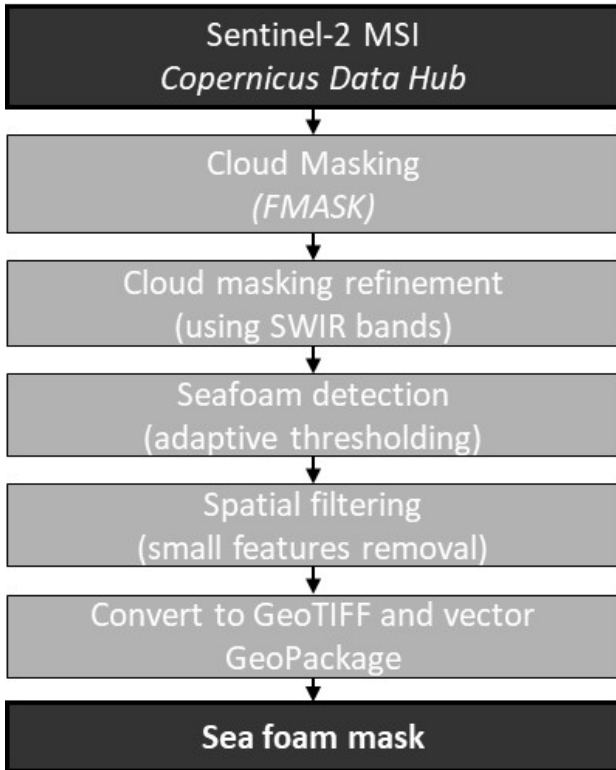 Sentinel-2 MSI
Copernicus Data Hub
Cloud Masking
(FMASK)
Cloud masking refinement
(using SWIR bands)
Seafoam detection
(adaptive thresholding)
Spatial filtering
(small features removal)
Convert to GeoTIFF and vector
GeoPackage
Sea foam mask